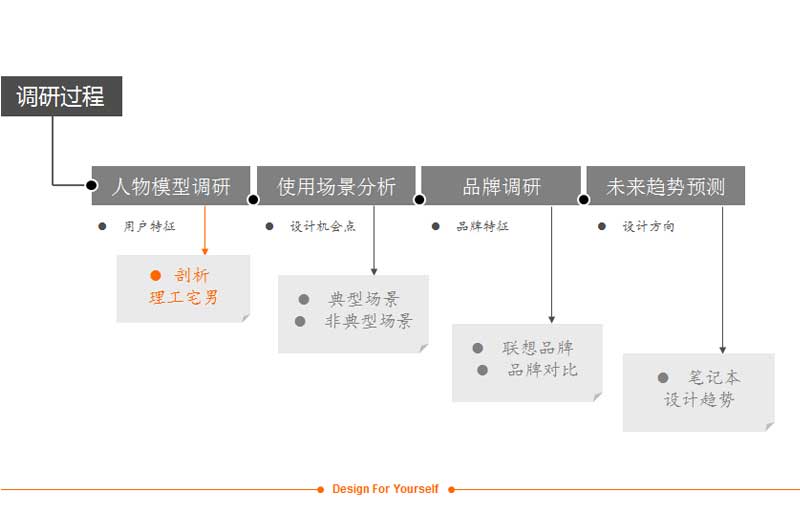 调研过程
人物模型调研
使用场景分析
品牌调研
未来趋势预测
用户特征
设计机会点
品牌特征
设计方向
剖析
理工宅男
典型场景
非典型场景
联想品牌
品牌对比
笔记本
设计趋势
Design For Yourself